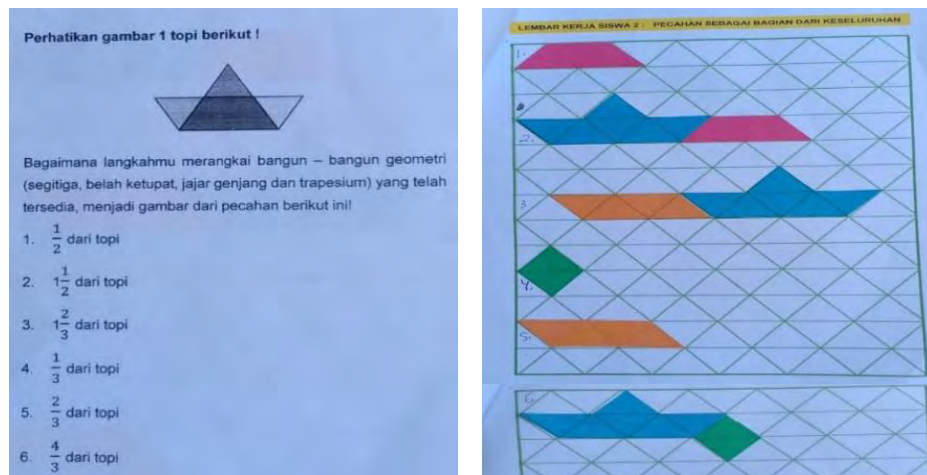 Perhatikan gambar 1 topi berikut !
Bagaimana langkahmu merangkai bangun – bangun geometri
(segitiga, belah ketupat, jajar genjang dan trapesium) yang telah
tersedia, menjadi gambar dari pecahan berikut ini!
1. 1/2 dari topi
2. 1 1/2 dari topi
3. 1 2/3 dari topi
4. 1/3 dari topi
5. 2/3 dari topi
6. 4/3 dari topi
LEMBAR KERJA SISWA 2 : PECAHAN SEBAGAI BAGIAN DARI KESELURUHAN
1.
2.
3
4.
5.
6